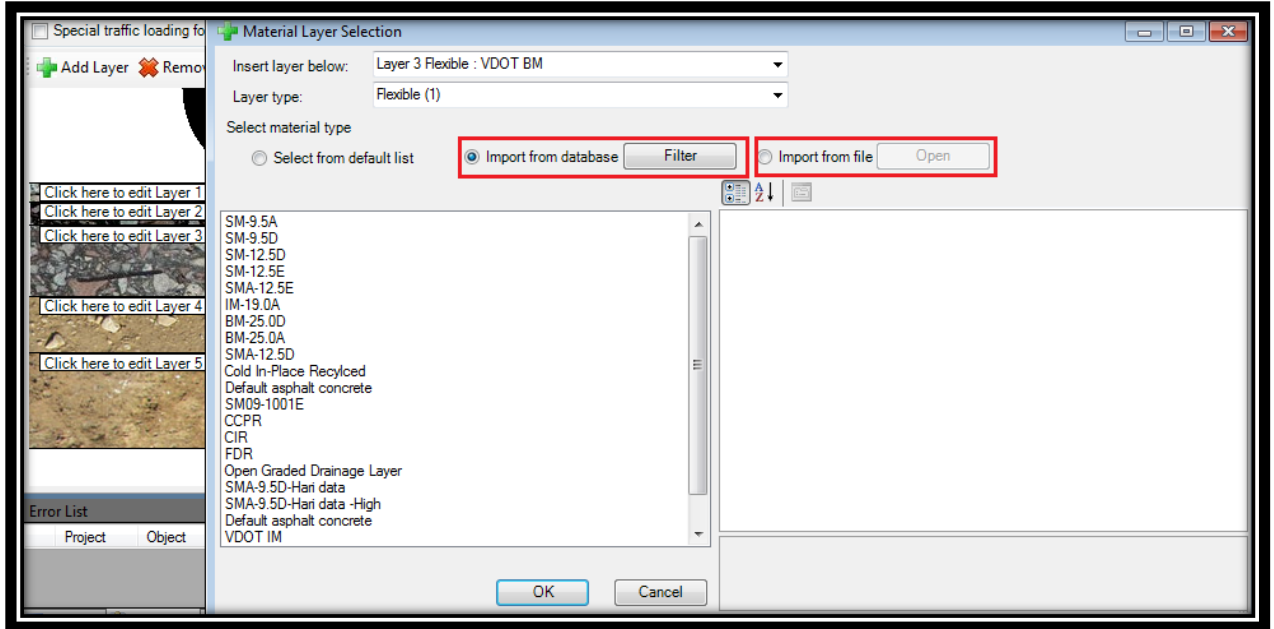 Special traffic loading fo
Material Layer Selection
Add Layer Remov
Insert layer below: Layer 3 Flexible : VDOT BM
Layer type: Flexible (1)
Select material type
Select from default list Import from database Filter Import from file Open
Click here to edit Layer 1
Click here to edit Layer 2
Click here to edit Layer 3
Click here to edit Layer 4
Click here to edit Layer 5
SM-9.5A
SM-9.5D
SM-12.5D
SM-12.5E
SMA-12.5E
IM-19.0A
BM-25.0D
BM-25.0A
SMA-12.5D
Cold In-Place Recylced
Default asphalt concrete
SM09-1001E
CCPR
CIR
FDR
Open Graded Drainage Layer
SMA-9.5D-Hari data
SMA-9.5D-Hari data -High
Default asphalt concrete
VDOT IM
Error List
Project Object
OK Cancel